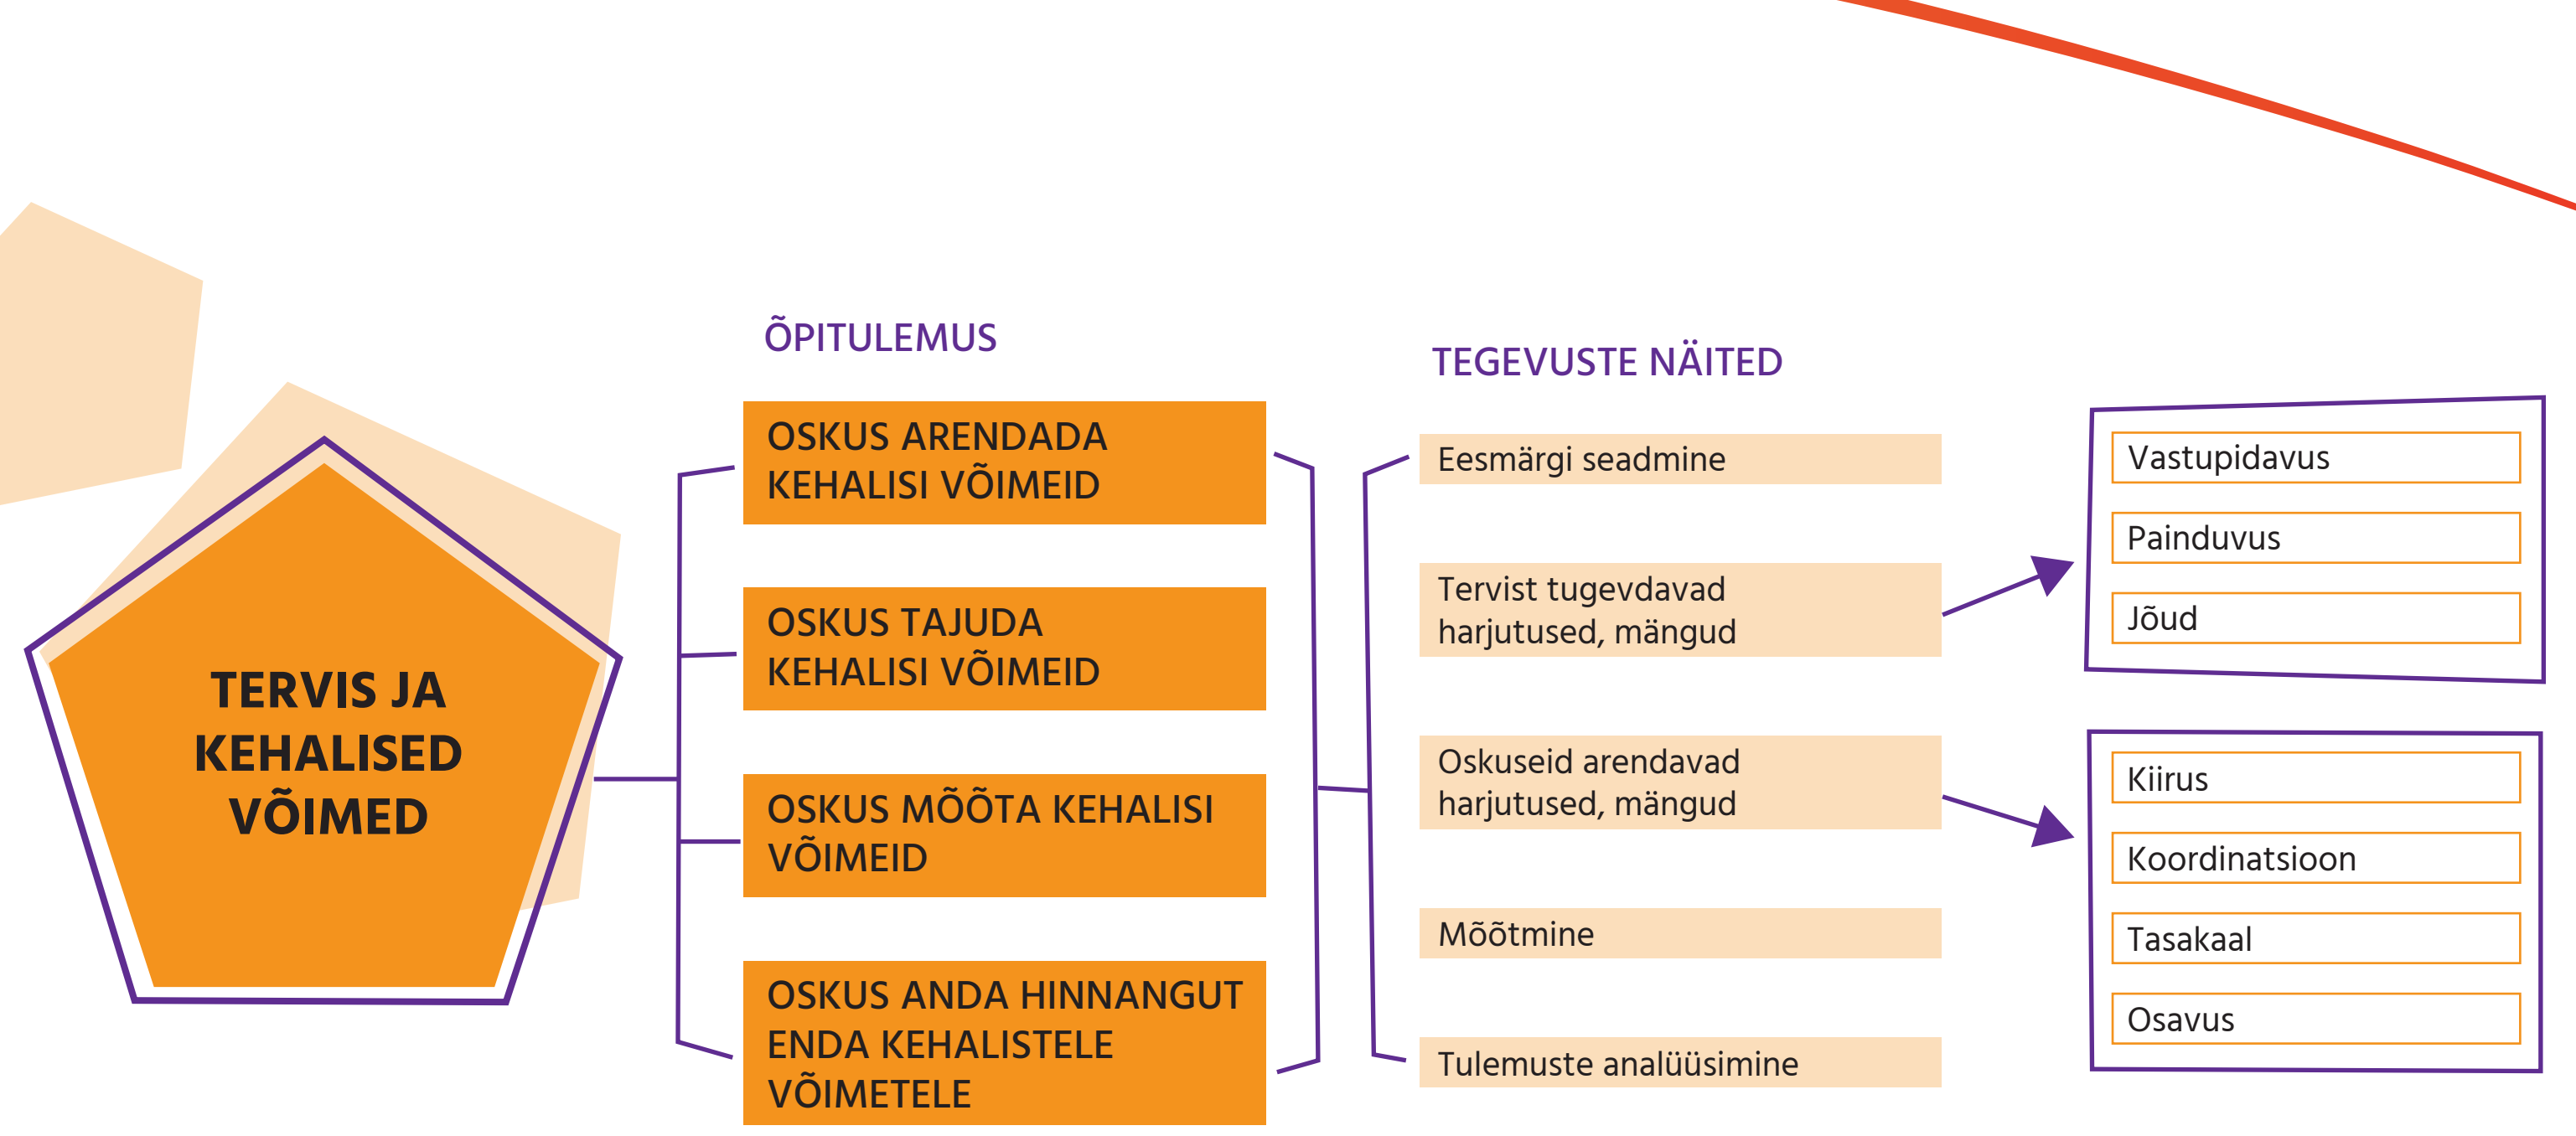 TERVIS JA
KEHALISED
VÕIMED
ÕPITULEMUS
OSKUS ARENDADA
KEHALISI VÕIMEID
OSKUS TAJUDA
KEHALISI VÕIMEID
OSKUS MÕÕTA KEHALISI
VÕIMEID
OSKUS ANDA HINNANGUT
ENDA KEHALISTELE
VÕIMETELE
TEGEVUSTE NÄITED
Eesmärgi seadmine
Tervist tugevdavad
harjutused, mängud
Oskuseid arendavad
harjutused, mängud
Mõõtmine
Tulemuste analüüsimine
Vastupidavus
Painduvus
Jõud
Kiirus
Koordinatsioon
Tasakaal
Osavus